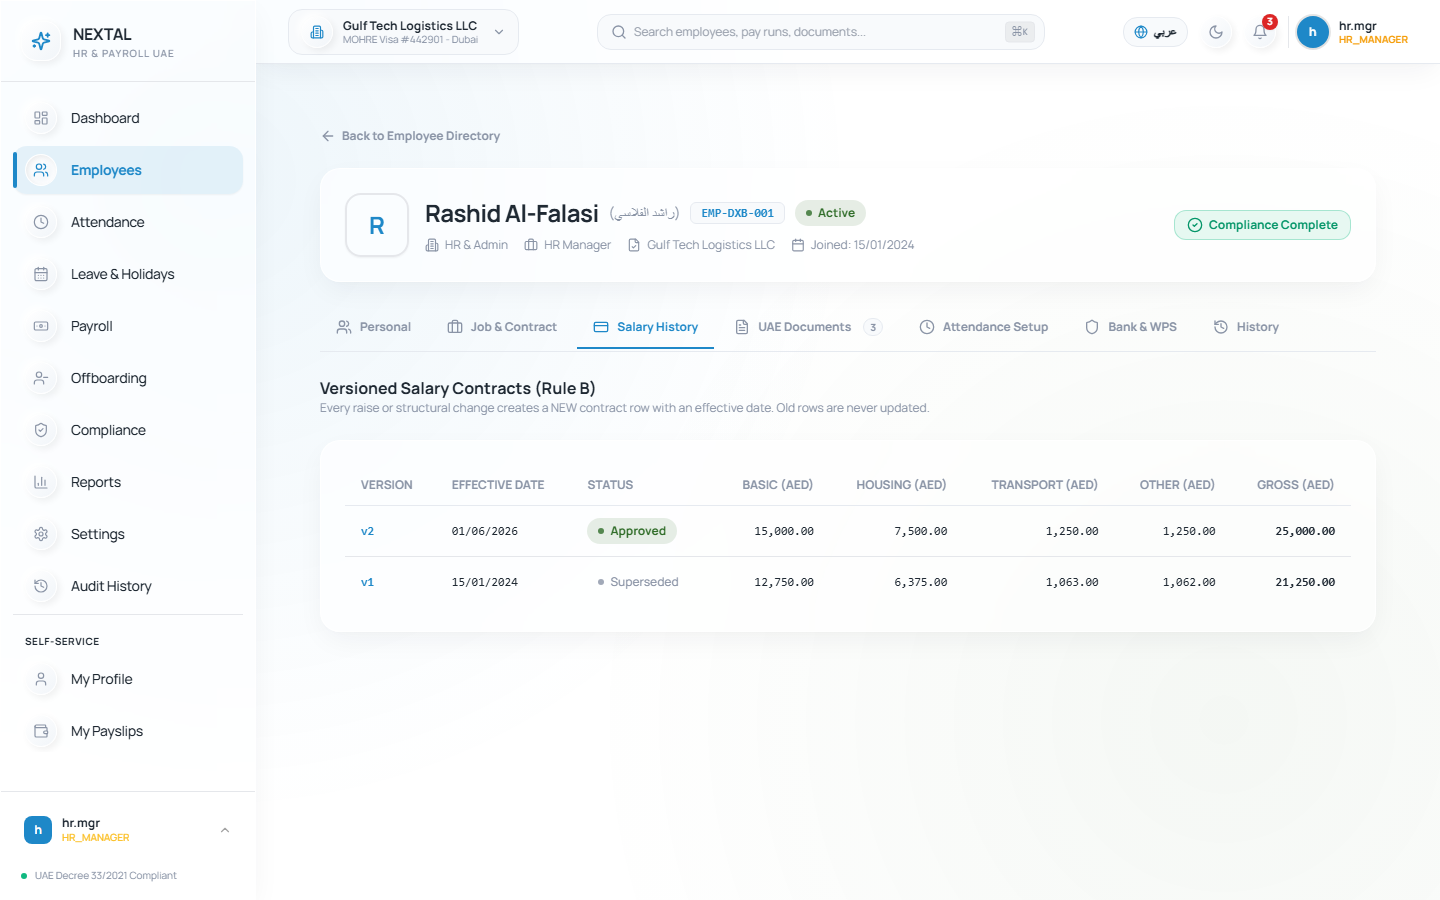 NEXTAL
HR & PAYROLL UAE
Gulf Tech Logistics LLC
MOHRE Visa #442901 - Dubai
Search employees, pay runs, documents...
⌘K
عربي
3
h
hr.mgr
HR_MANAGER
Dashboard
Employees
Attendance
Leave & Holidays
Payroll
Offboarding
Compliance
Reports
Settings
Audit History
SELF-SERVICE
My Profile
My Payslips
h
hr.mgr
HR_MANAGER
UAE Decree 33/2021 Compliant
Back to Employee Directory
R
Rashid Al-Falasi (راشد الفلاسي) EMP-DXB-001 Active
HR & Admin HR Manager Gulf Tech Logistics LLC Joined: 15/01/2024
Compliance Complete
Personal Job & Contract Salary History UAE Documents 3 Attendance Setup Bank & WPS History
Versioned Salary Contracts (Rule B)
Every raise or structural change creates a NEW contract row with an effective date. Old rows are never updated.
VERSION EFFECTIVE DATE STATUS BASIC (AED) HOUSING (AED) TRANSPORT (AED) OTHER (AED) GROSS (AED)
v2 01/06/2026 Approved 15,000.00 7,500.00 1,250.00 1,250.00 25,000.00
v1 15/01/2024 Superseded 12,750.00 6,375.00 1,063.00 1,062.00 21,250.00